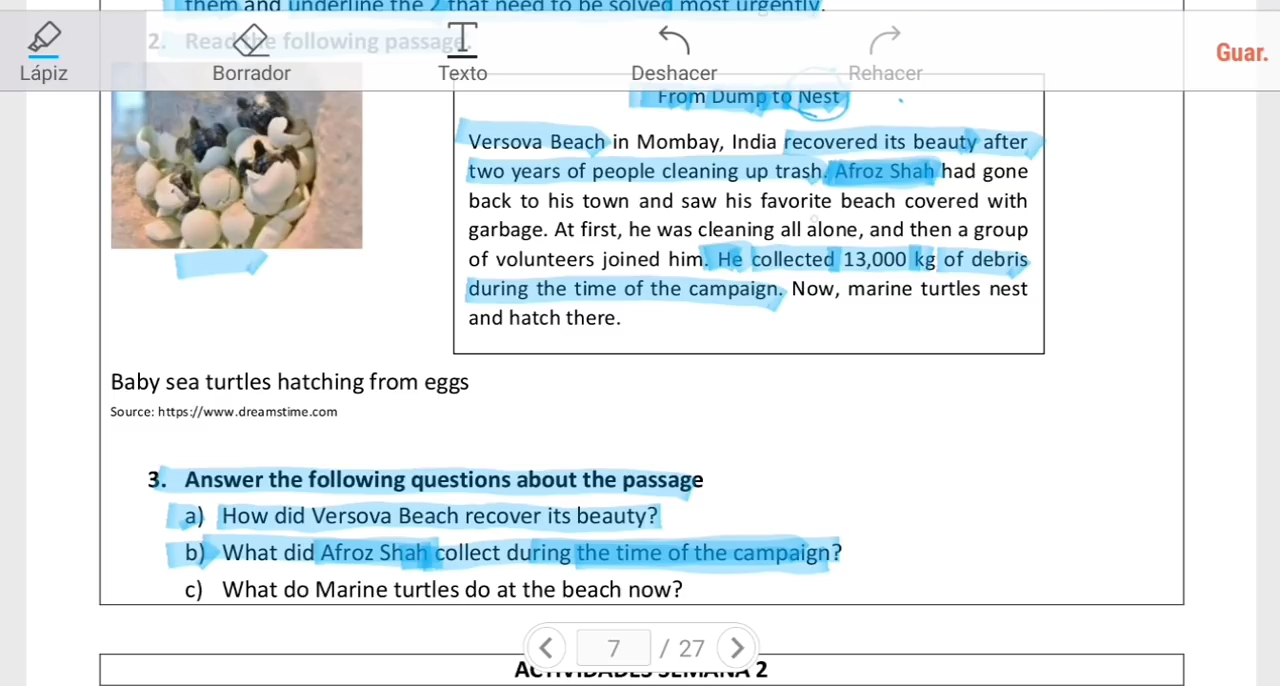 them and underline the 2 that need to be solved most urgently.
2. Read the following passage.
Lápiz
Borrador
Texto
Deshacer
Rehacer
Guar.
From Dump to Nest
Versova Beach in Mombay, India recovered its beauty after
two years of people cleaning up trash. Afroz Shah had gone
back to his town and saw his favorite beach covered with
garbage. At first, he was cleaning all alone, and then a group
of volunteers joined him. He collected 13,000 kg of debris
during the time of the campaign. Now, marine turtles nest
and hatch there.
Baby sea turtles hatching from eggs
Source: https://www.dreamstime.com
3. Answer the following questions about the passage
a) How did Versova Beach recover its beauty?
b) What did Afroz Shah collect during the time of the campaign?
c) What do Marine turtles do at the beach now?
7 / 27
ACTIVIDADES SEMANA 2